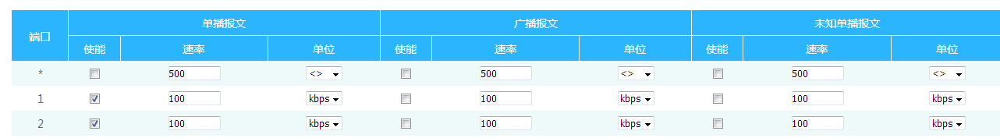 端口 单播报文 广播报文 未知单播报文
使能 速率 单位 使能 速率 单位 使能 速率 单位
* 500 <> 500 <> 500 <>
1 100 kbps 100 kbps 100 kbps
2 100 kbps 100 kbps 100 kbps